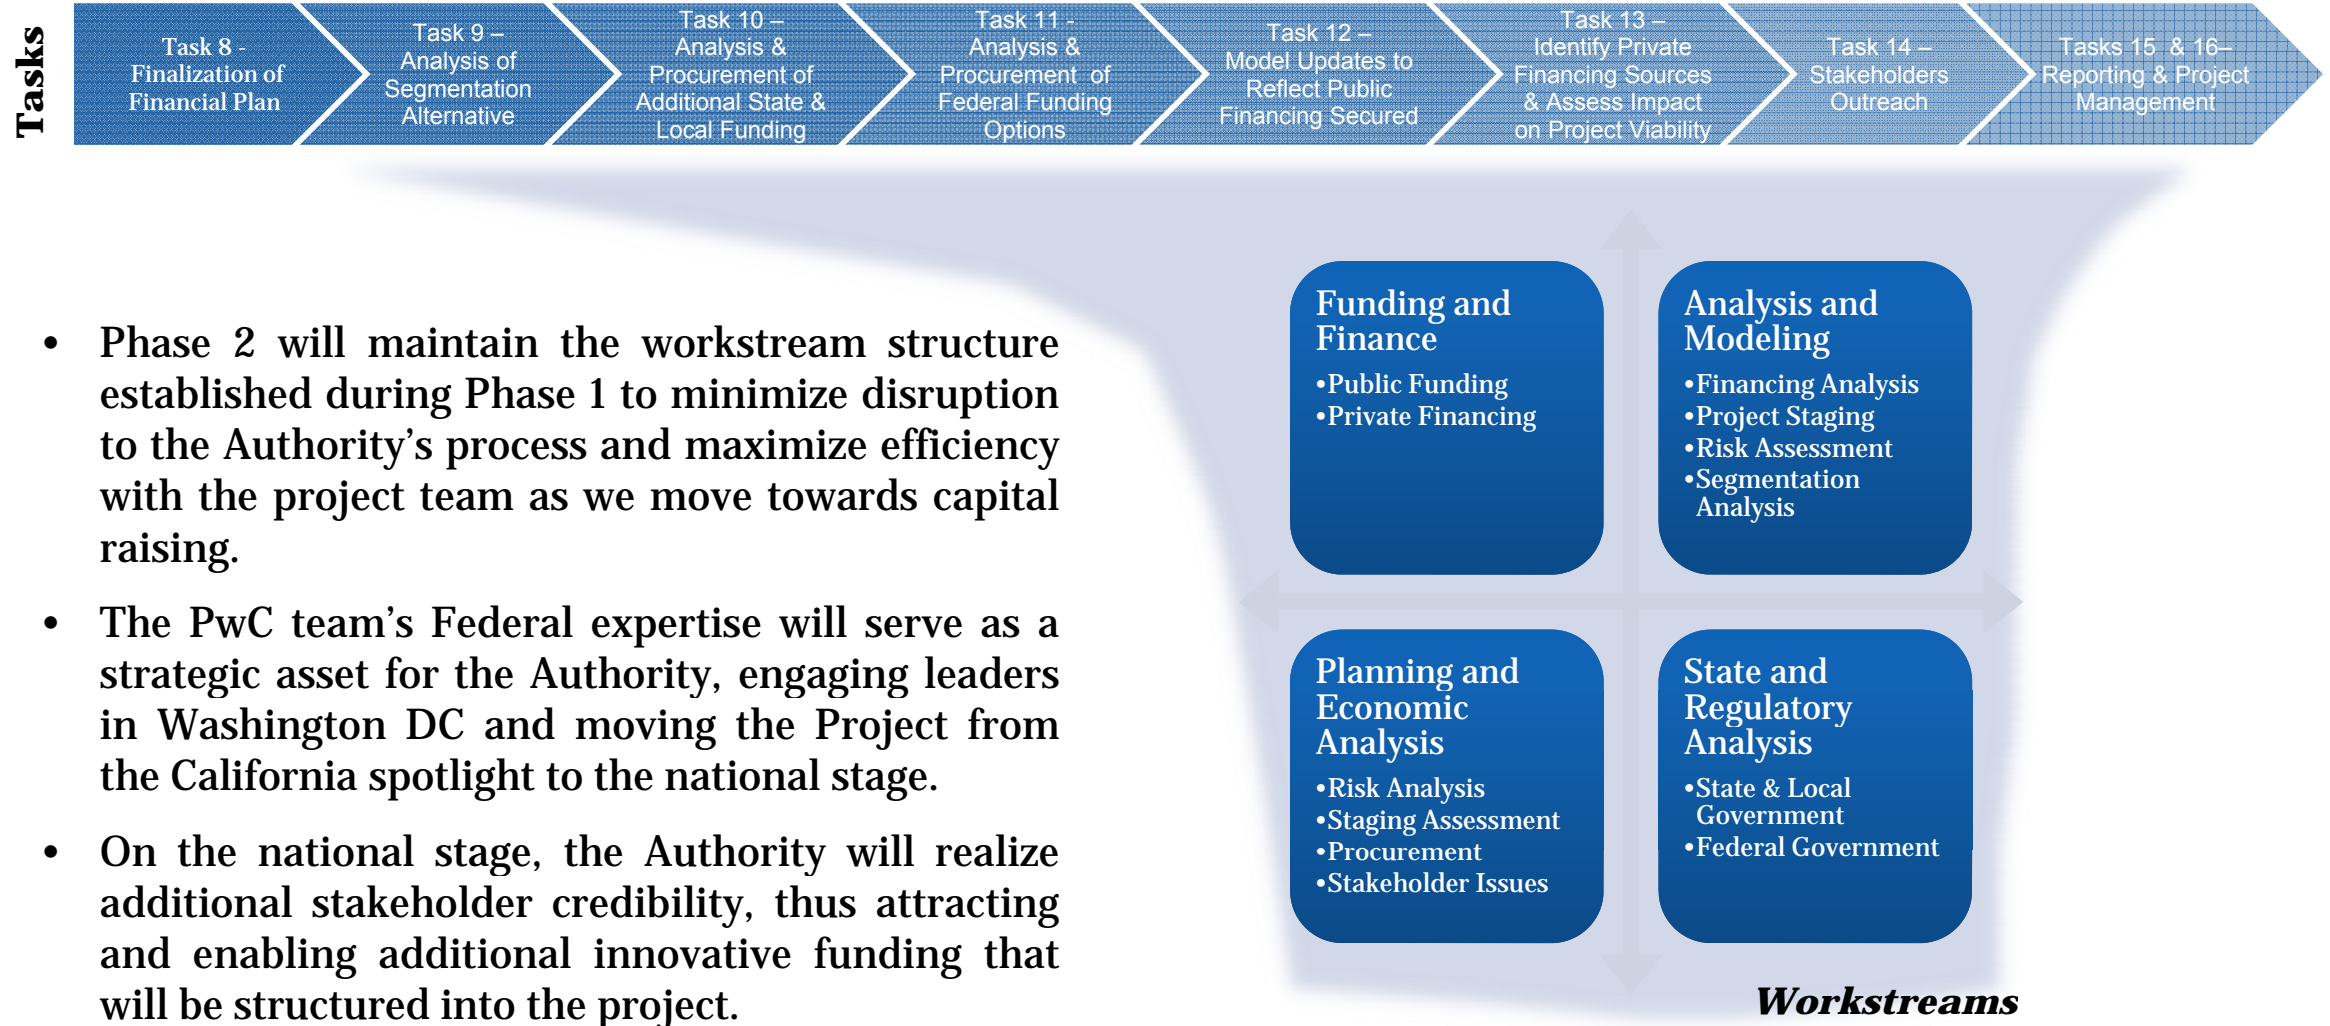 Tasks
Task 8 -
Finalization of
Financial Plan
Task 9 –
Analysis of
Segmentation
Alternative
Task 10 –
Analysis &
Procurement of
Additional State &
Local Funding
Task 11 -
Analysis &
Procurement of
Federal Funding
Options
Task 12 –
Model Updates to
Reflect Public
Financing Secured
Task 13 –
Identify Private
Financing Sources
& Assess Impact
on Project Viability
Task 14 –
Stakeholders
Outreach
Tasks 15 & 16–
Reporting & Project
Management
• Phase 2 will maintain the workstream structure
established during Phase 1 to minimize disruption
to the Authority’s process and maximize efficiency
with the project team as we move towards capital
raising.
• The PwC team’s Federal expertise will serve as a
strategic asset for the Authority, engaging leaders
in Washington DC and moving the Project from
the California spotlight to the national stage.
• On the national stage, the Authority will realize
additional stakeholder credibility, thus attracting
and enabling additional innovative funding that
will be structured into the project.
Funding and
Finance
•Public Funding
•Private Financing
Analysis and
Modeling
•Financing Analysis
•Project Staging
•Risk Assessment
•Segmentation
Analysis
Planning and
Economic
Analysis
•Risk Analysis
•Staging Assessment
•Procurement
•Stakeholder Issues
State and
Regulatory
Analysis
•State & Local
Government
•Federal Government
Workstreams